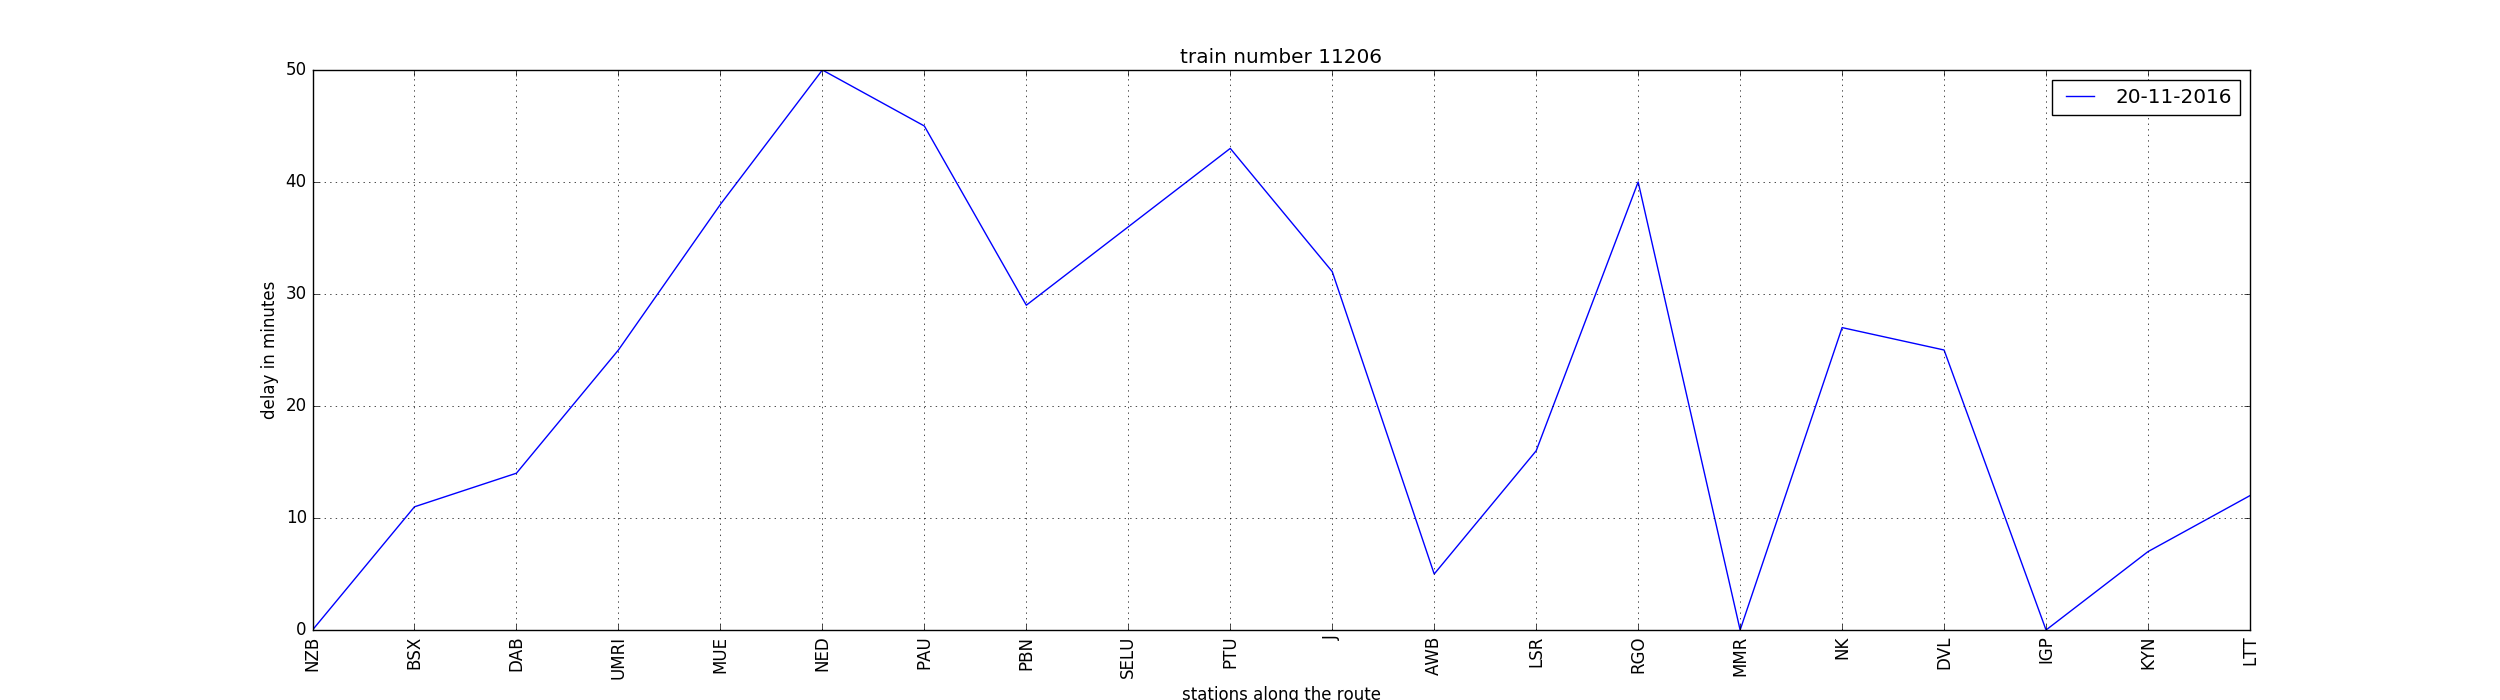 train number 11206
20-11-2016
50
40
30
20
10
0
delay in minutes
NZB
BSX
DAB
UMRI
MUE
NED
PAU
PBN
SELU
PTU
J
AWB
LSR
RGO
MMR
NK
DVL
IGP
KYN
LTT
stations along the route